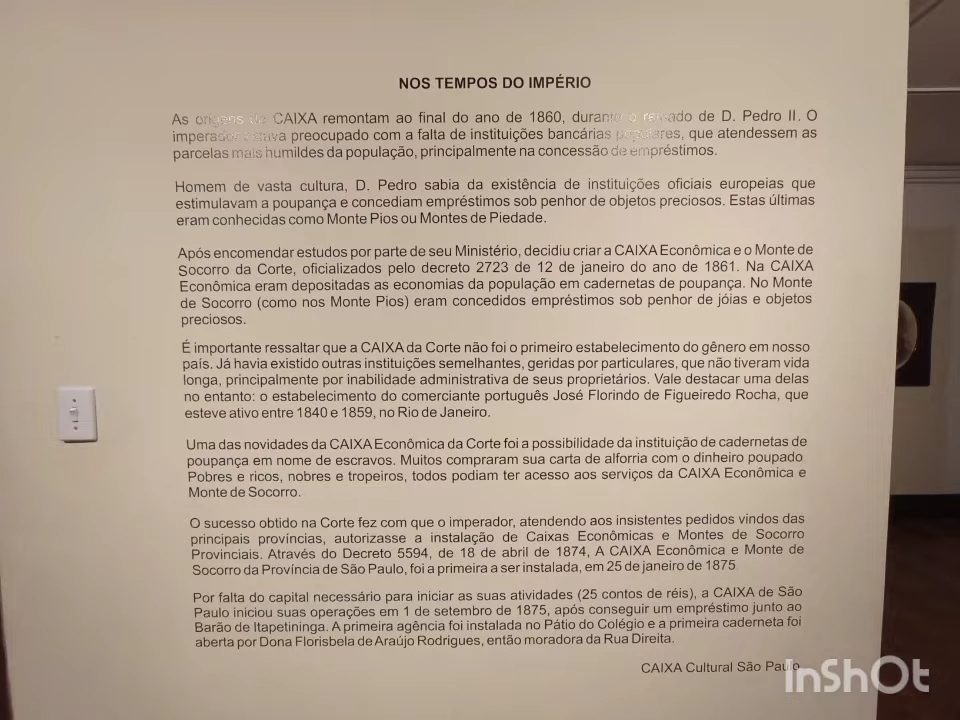 NOS TEMPOS DO IMPÉRIO
As origens da CAIXA remontam ao final do ano de 1860, durante o reinado de D. Pedro II. O
imperador estava preocupado com a falta de instituições bancárias populares, que atendessem as
parcelas mais humildes da população, principalmente na concessão de empréstimos.
Homem de vasta cultura, D. Pedro sabia da existência de instituições oficiais europeias que
estimulavam a poupança e concediam empréstimos sob penhor de objetos preciosos. Estas últimas
eram conhecidas como Monte Pios ou Montes de Piedade.
Após encomendar estudos por parte de seu Ministério, decidiu criar a CAIXA Econômica e o Monte de
Socorro da Corte, oficializados pelo decreto 2723 de 12 de janeiro do ano de 1861. Na CAIXA
Econômica eram depositadas as economias da população em cadernetas de poupança. No Monte
de Socorro (como nos Monte Pios) eram concedidos empréstimos sob penhor de jóias e objetos
preciosos.
É importante ressaltar que a CAIXA da Corte não foi o primeiro estabelecimento do gênero em nosso
país. Já havia existido outras instituições semelhantes, geridas por particulares, que não tiveram vida
longa, principalmente por inabilidade administrativa de seus proprietários. Vale destacar uma delas
no entanto: o estabelecimento do comerciante português José Florindo de Figueiredo Rocha, que
esteve ativo entre 1840 e 1859, no Rio de Janeiro.
Uma das novidades da CAIXA Econômica da Corte foi a possibilidade da instituição de cadernetas de
poupança em nome de escravos. Muitos compraram sua carta de alforria com o dinheiro poupado
Pobres e ricos, nobres e tropeiros, todos podiam ter acesso aos serviços da CAIXA Econômica e
Monte de Socorro.
O sucesso obtido na Corte fez com que o imperador, atendendo aos insistentes pedidos vindos das
principais províncias, autorizasse a instalação de Caixas Econômicas e Montes de Socorro
Provinciais. Através do Decreto 5594, de 18 de abril de 1874, A CAIXA Econômica e Monte de
Socorro da Província de São Paulo, foi a primeira a ser instalada, em 25 de janeiro de 1875
Por falta do capital necessário para iniciar as suas atividades (25 contos de réis), a CAIXA de São
Paulo iniciou suas operações em 1 de setembro de 1875, após conseguir um empréstimo junto ao
Barão de Itapetininga. A primeira agência foi instalada no Pátio do Colégio e a primeira caderneta foi
aberta por Dona Florisbela de Araújo Rodrigues, então moradora da Rua Direita.
CAIXA Cultural São Paulo
InShOt